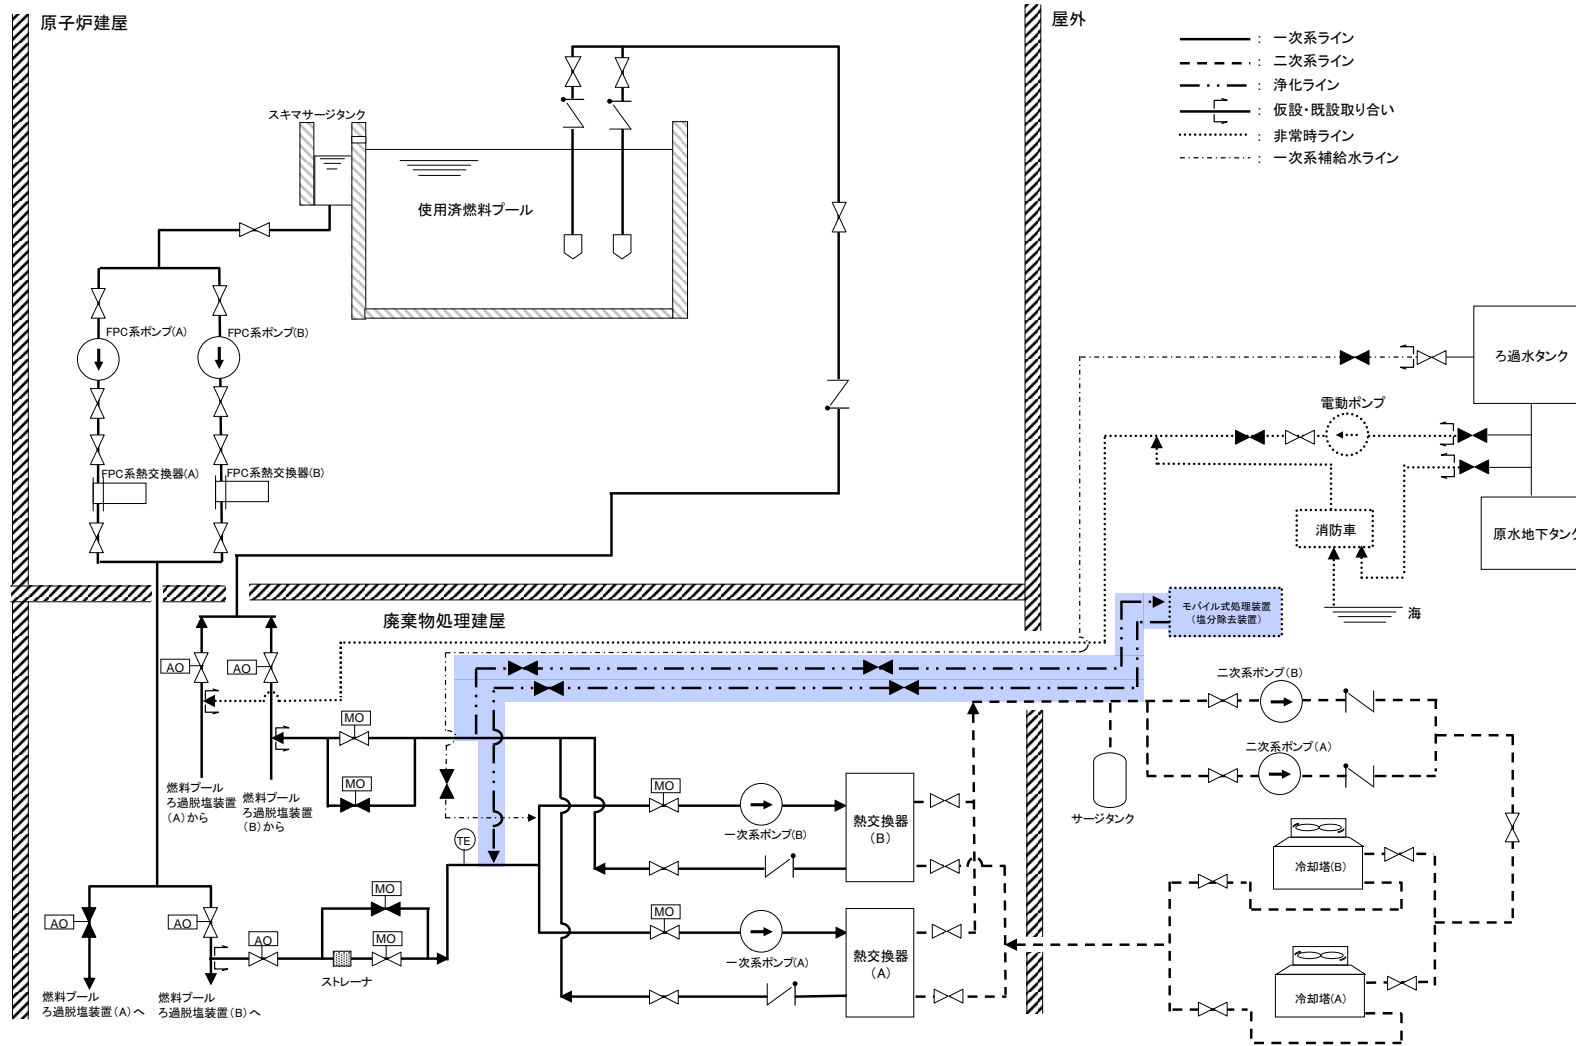 原子炉建屋
屋外
: 一次系ライン
: 二次系ライン
: 浄化ライン
: 仮設・既設取り合い
: 非常時ライン
: 一次系補給水ライン
スキマサージタンク
使用済燃料プール
FPC系ポンプ(A)
FPC系ポンプ(B)
FPC系熱交換器(A)
FPC系熱交換器(B)
ろ過水タンク
電動ポンプ
消防車
原水地下タンク
海
廃棄物処理建屋
モバイル式処理装置
(塩分除去装置)
AO
AO
MO
MO
燃料プール
ろ過脱塩装置
(A)から
燃料プール
ろ過脱塩装置
(B)から
TE
MO
一次系ポンプ(B)
熱交換器
(B)
MO
一次系ポンプ(A)
熱交換器
(A)
二次系ポンプ(B)
二次系ポンプ(A)
サージタンク
冷却塔(B)
冷却塔(A)
AO
AO
AO
MO
MO
ストレーナ
燃料プール
ろ過脱塩装置(A)へ
燃料プール
ろ過脱塩装置(B)へ